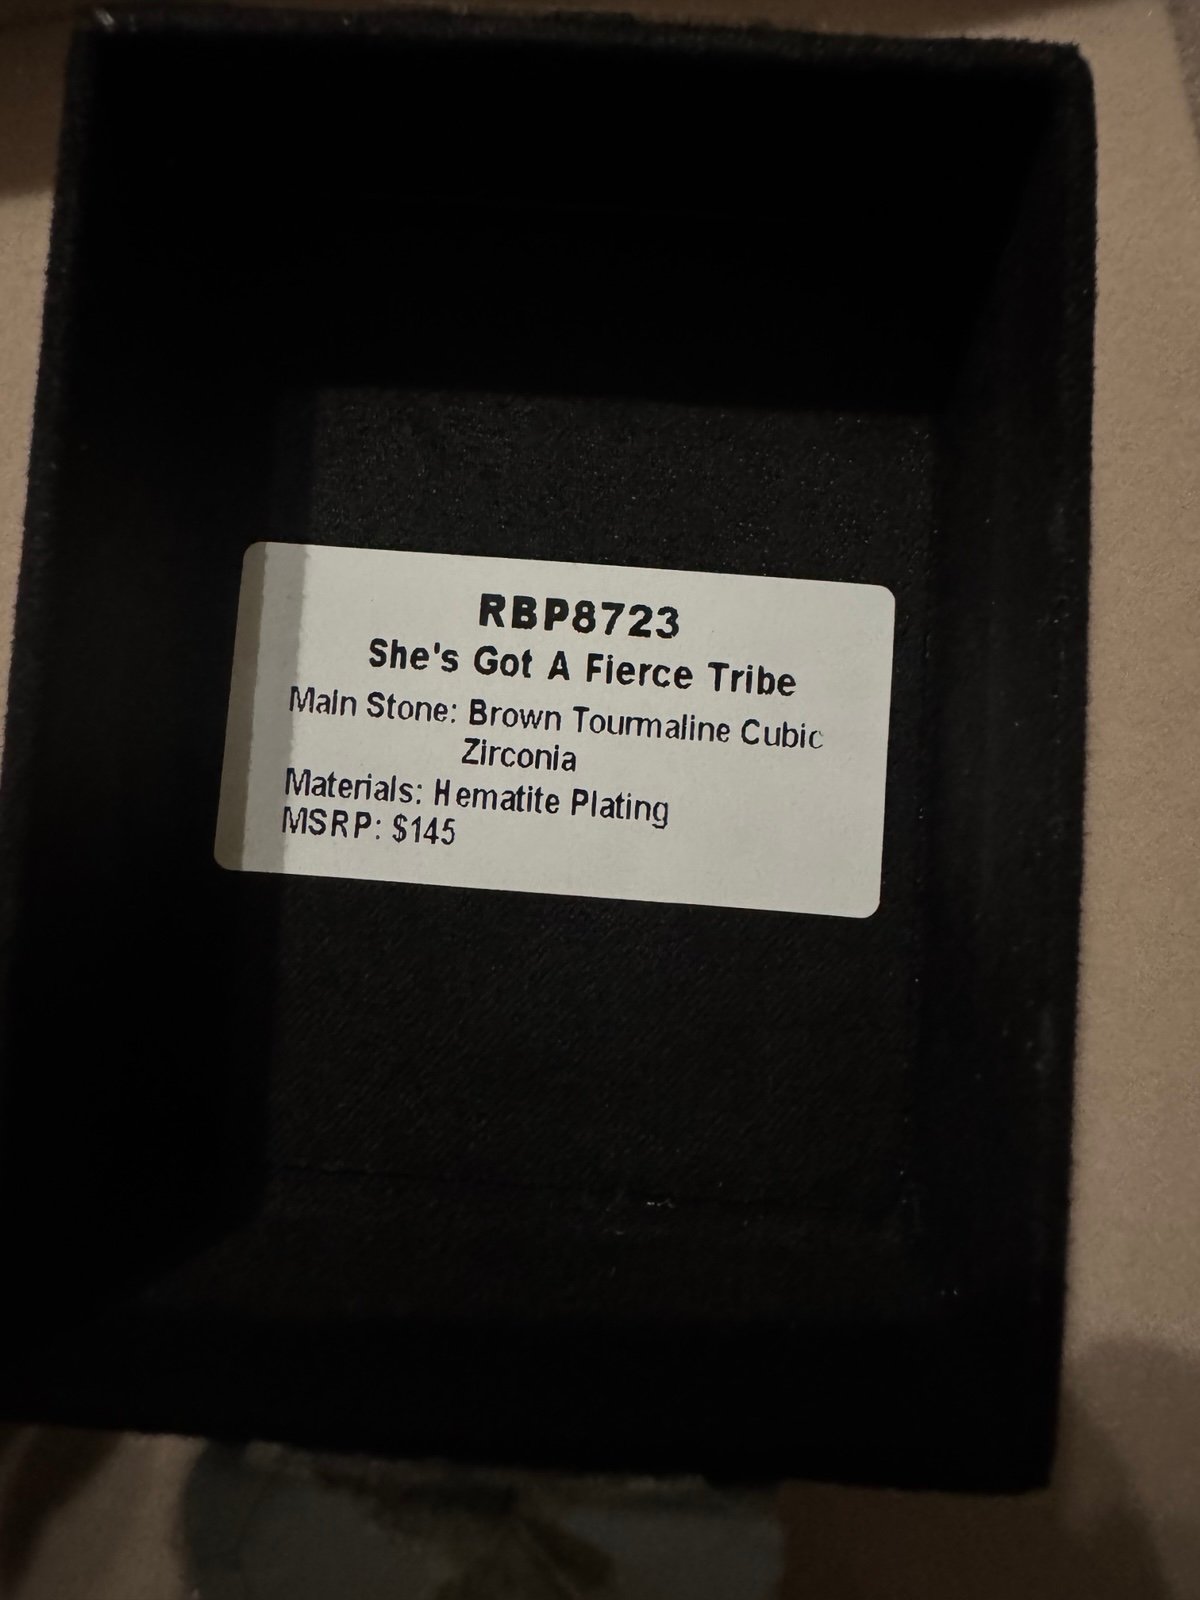 RBP8723
She's Got A Fierce Tribe
Main Stone: Brown Tourmaline Cubic
Zirconia
Materials: Hematite Plating
MSRP: $145